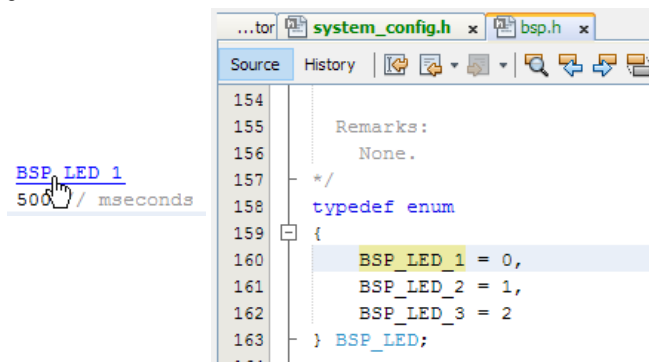 ...tor system_config.h x bsp.h x
Source History
154
155 Remarks:
156 None.
157 */
158 typedef enum
159 {
160 BSP_LED_1 = 0,
161 BSP_LED_2 = 1,
162 BSP_LED_3 = 2
163 } BSP_LED;
BSP_LED_1
500 // mseconds